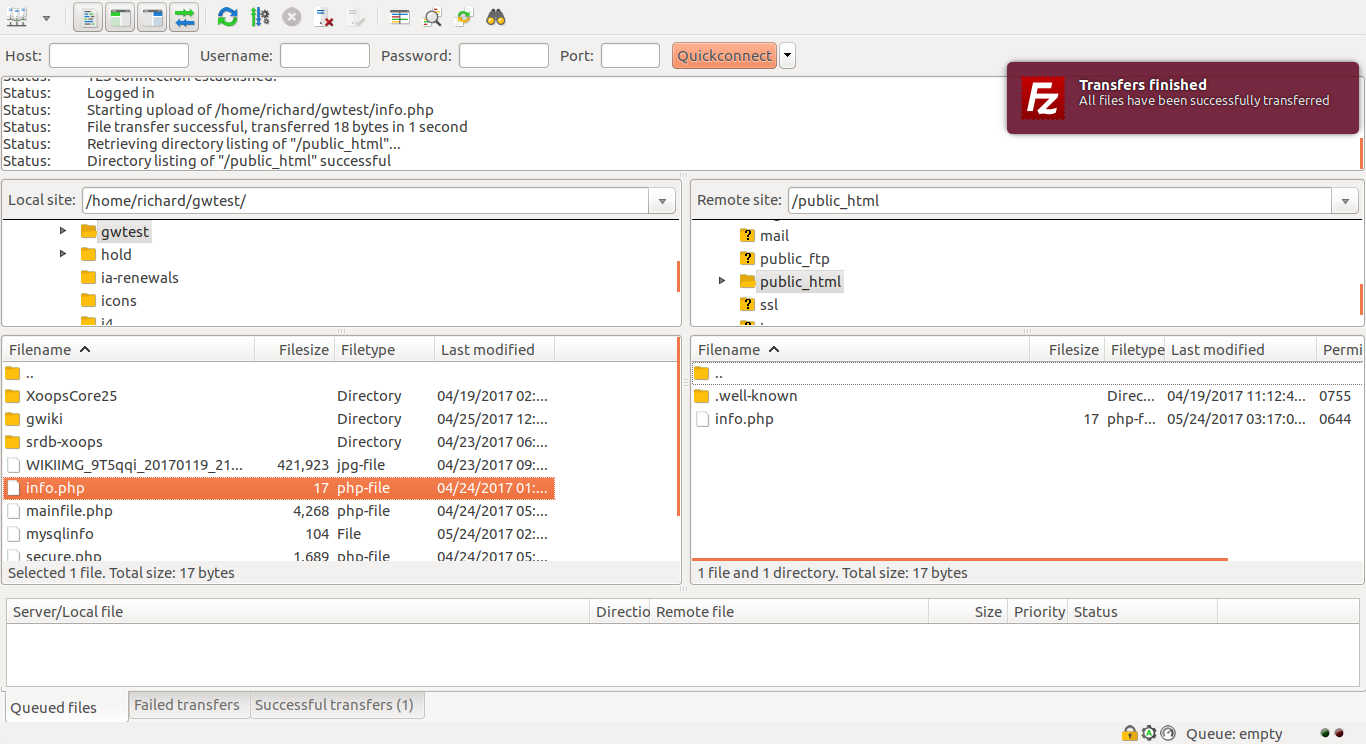 Host:
Username:
Password:
Port:
Quickconnect
Status: TLS connection established.
Status: Logged in
Status: Starting upload of /home/richard/gwtest/info.php
Status: File transfer successful, transferred 18 bytes in 1 second
Status: Retrieving directory listing of "/public_html"...
Status: Directory listing of "/public_html" successful
Fz
Transfers finished
All files have been successfully transferred
Local site: /home/richard/gwtest/
gwtest
hold
ia-renewals
icons
i4
Remote site: /public_html
mail
public_ftp
public_html
ssl
Filename Filesize Filetype Last modified
..
XoopsCore25 Directory 04/19/2017 02:...
gwiki Directory 04/25/2017 12:...
srdb-xoops Directory 04/23/2017 06:...
WIKIIMG_9T5qqi_20170119_21... 421,923 jpg-file 04/23/2017 09:...
info.php 17 php-file 04/24/2017 01:...
mainfile.php 4,268 php-file 04/24/2017 05:...
mysqlinfo 104 File 05/24/2017 02:...
secure.php 1,689 php-file 04/24/2017 05:...
Selected 1 file. Total size: 17 bytes
Filename Filesize Filetype Last modified Permi
..
.well-known Direc... 04/19/2017 11:12:4... 0755
info.php 17 php-f... 05/24/2017 03:17:0... 0644
1 file and 1 directory. Total size: 17 bytes
Server/Local file Directio Remote file Size Priority Status
Queued files
Failed transfers
Successful transfers (1)
Queue: empty